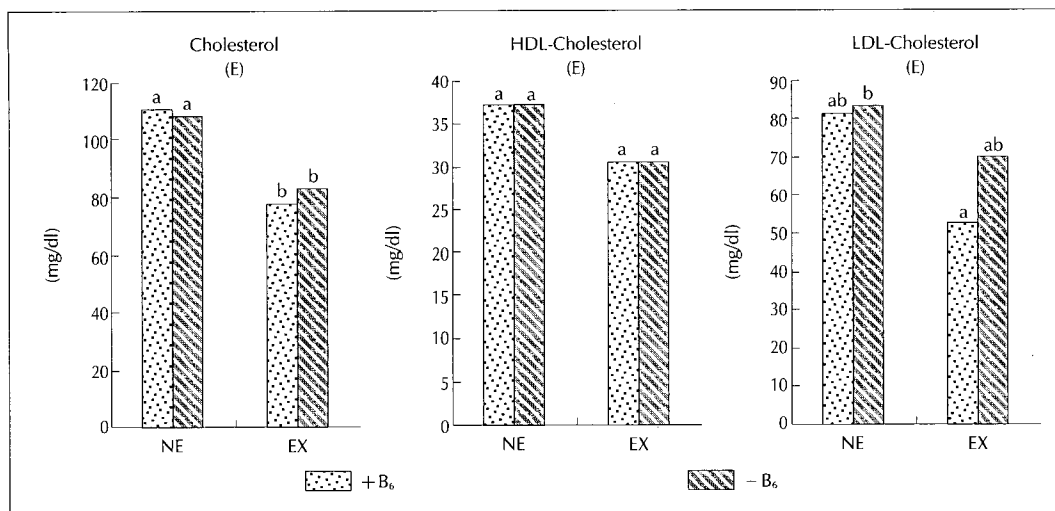 Cholesterol
(E)
120
100
80
60
40
20
0
(mg/dl)
a a
b b
NE EX
HDL-Cholesterol
(E)
40
35
30
25
20
15
10
5
0
(mg/dl)
a a
a a
NE EX
LDL-Cholesterol
(E)
90
80
70
60
50
40
30
20
10
0
(mg/dl)
ab b
a ab
NE EX
+B₆
−B₆